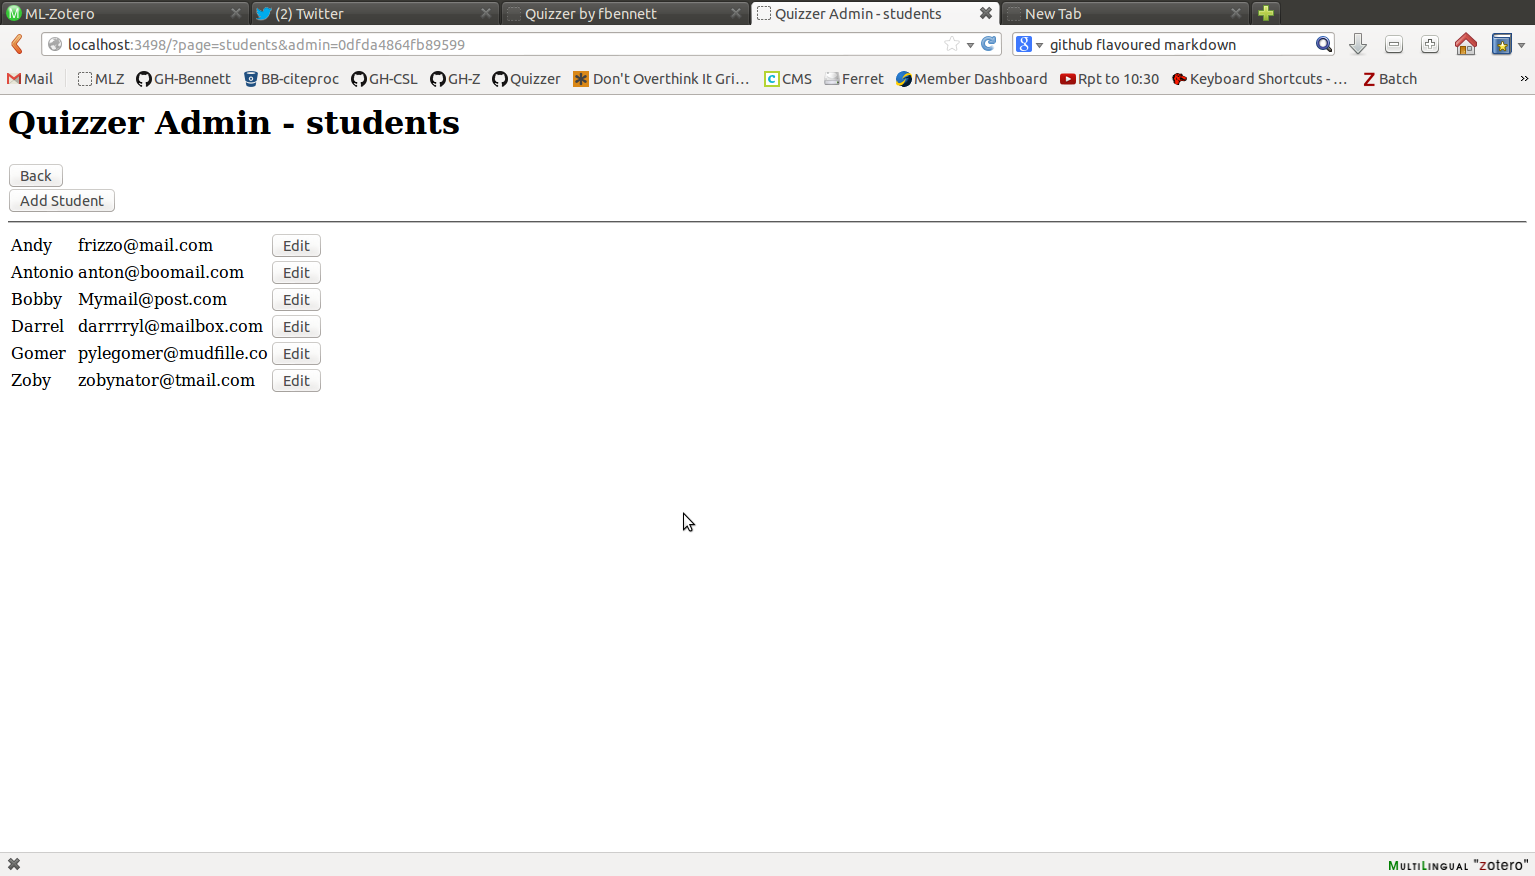 ML-Zotero (2) Twitter Quizzer by fbennett Quizzer Admin - students New Tab
localhost:3498/?page=students&admin=0dfda4864fb89599 github flavoured markdown
Mail MLZ GH-Bennett BB-citeproc GH-CSL GH-Z Quizzer Don't Overthink It Gri... CMS Ferret Member Dashboard Rpt to 10:30 Keyboard Shortcuts - ... Batch »
Quizzer Admin - students
Back
Add Student
Andy frizzo@mail.com Edit
Antonio anton@boomail.com Edit
Bobby Mymail@post.com Edit
Darrel darrrryl@mailbox.com Edit
Gomer pylegomer@mudfille.co Edit
Zoby zobynator@tmail.com Edit
MULTILINGUAL "zotero"